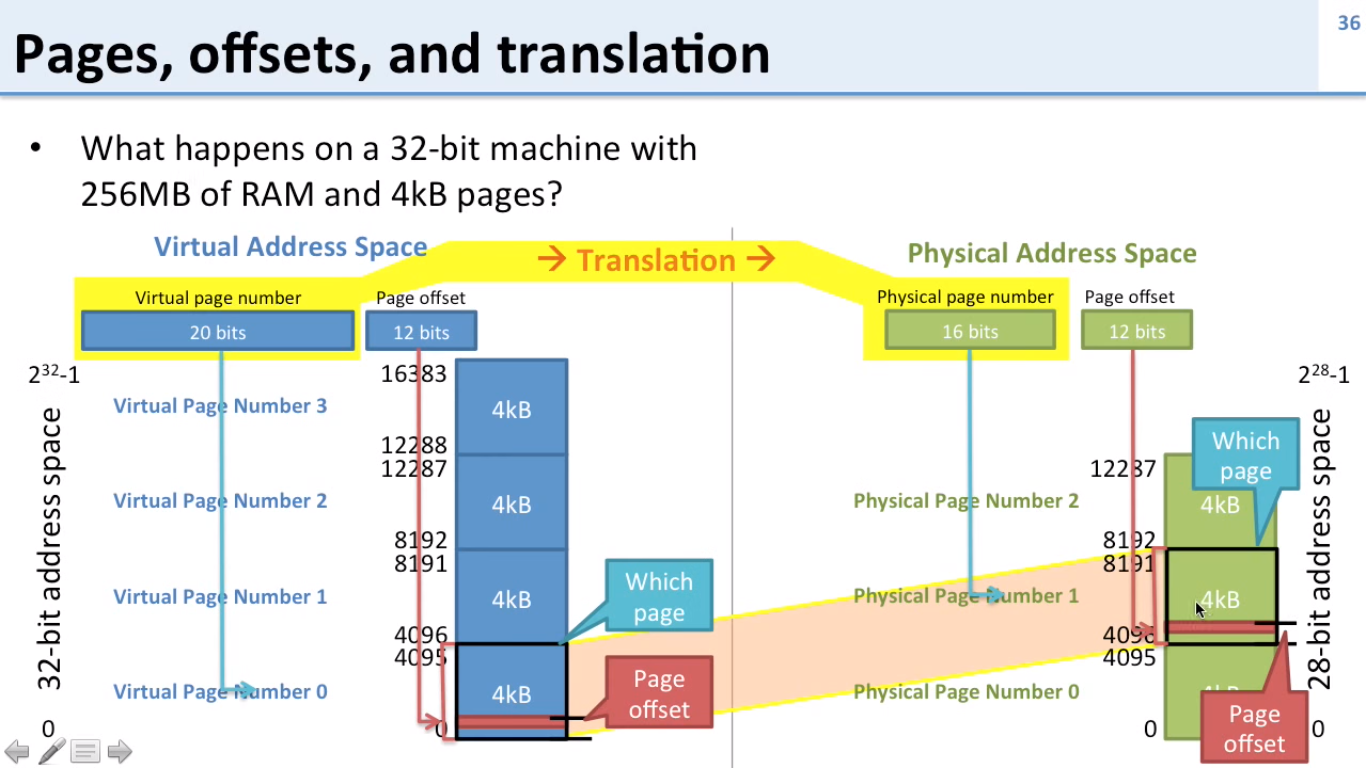 36
Pages, offsets, and translation
• What happens on a 32-bit machine with
256MB of RAM and 4kB pages?
Virtual Address Space
→ Translation →
Physical Address Space
Virtual page number
Page offset
Physical page number
Page offset
20 bits
12 bits
16 bits
12 bits
2³²-1
32-bit address space
0
Virtual Page Number 3
Virtual Page Number 2
Virtual Page Number 1
Virtual Page Number 0
16383
12288
12287
8192
8191
4096
4095
0
4kB
4kB
4kB
4kB
Which
page
Page
offset
Physical Page Number 2
Physical Page Number 1
Physical Page Number 0
12287
8192
8191
4096
4095
0
4kB
4kB
4kB
Which
page
Page
offset
2²⁸-1
28-bit address space
0